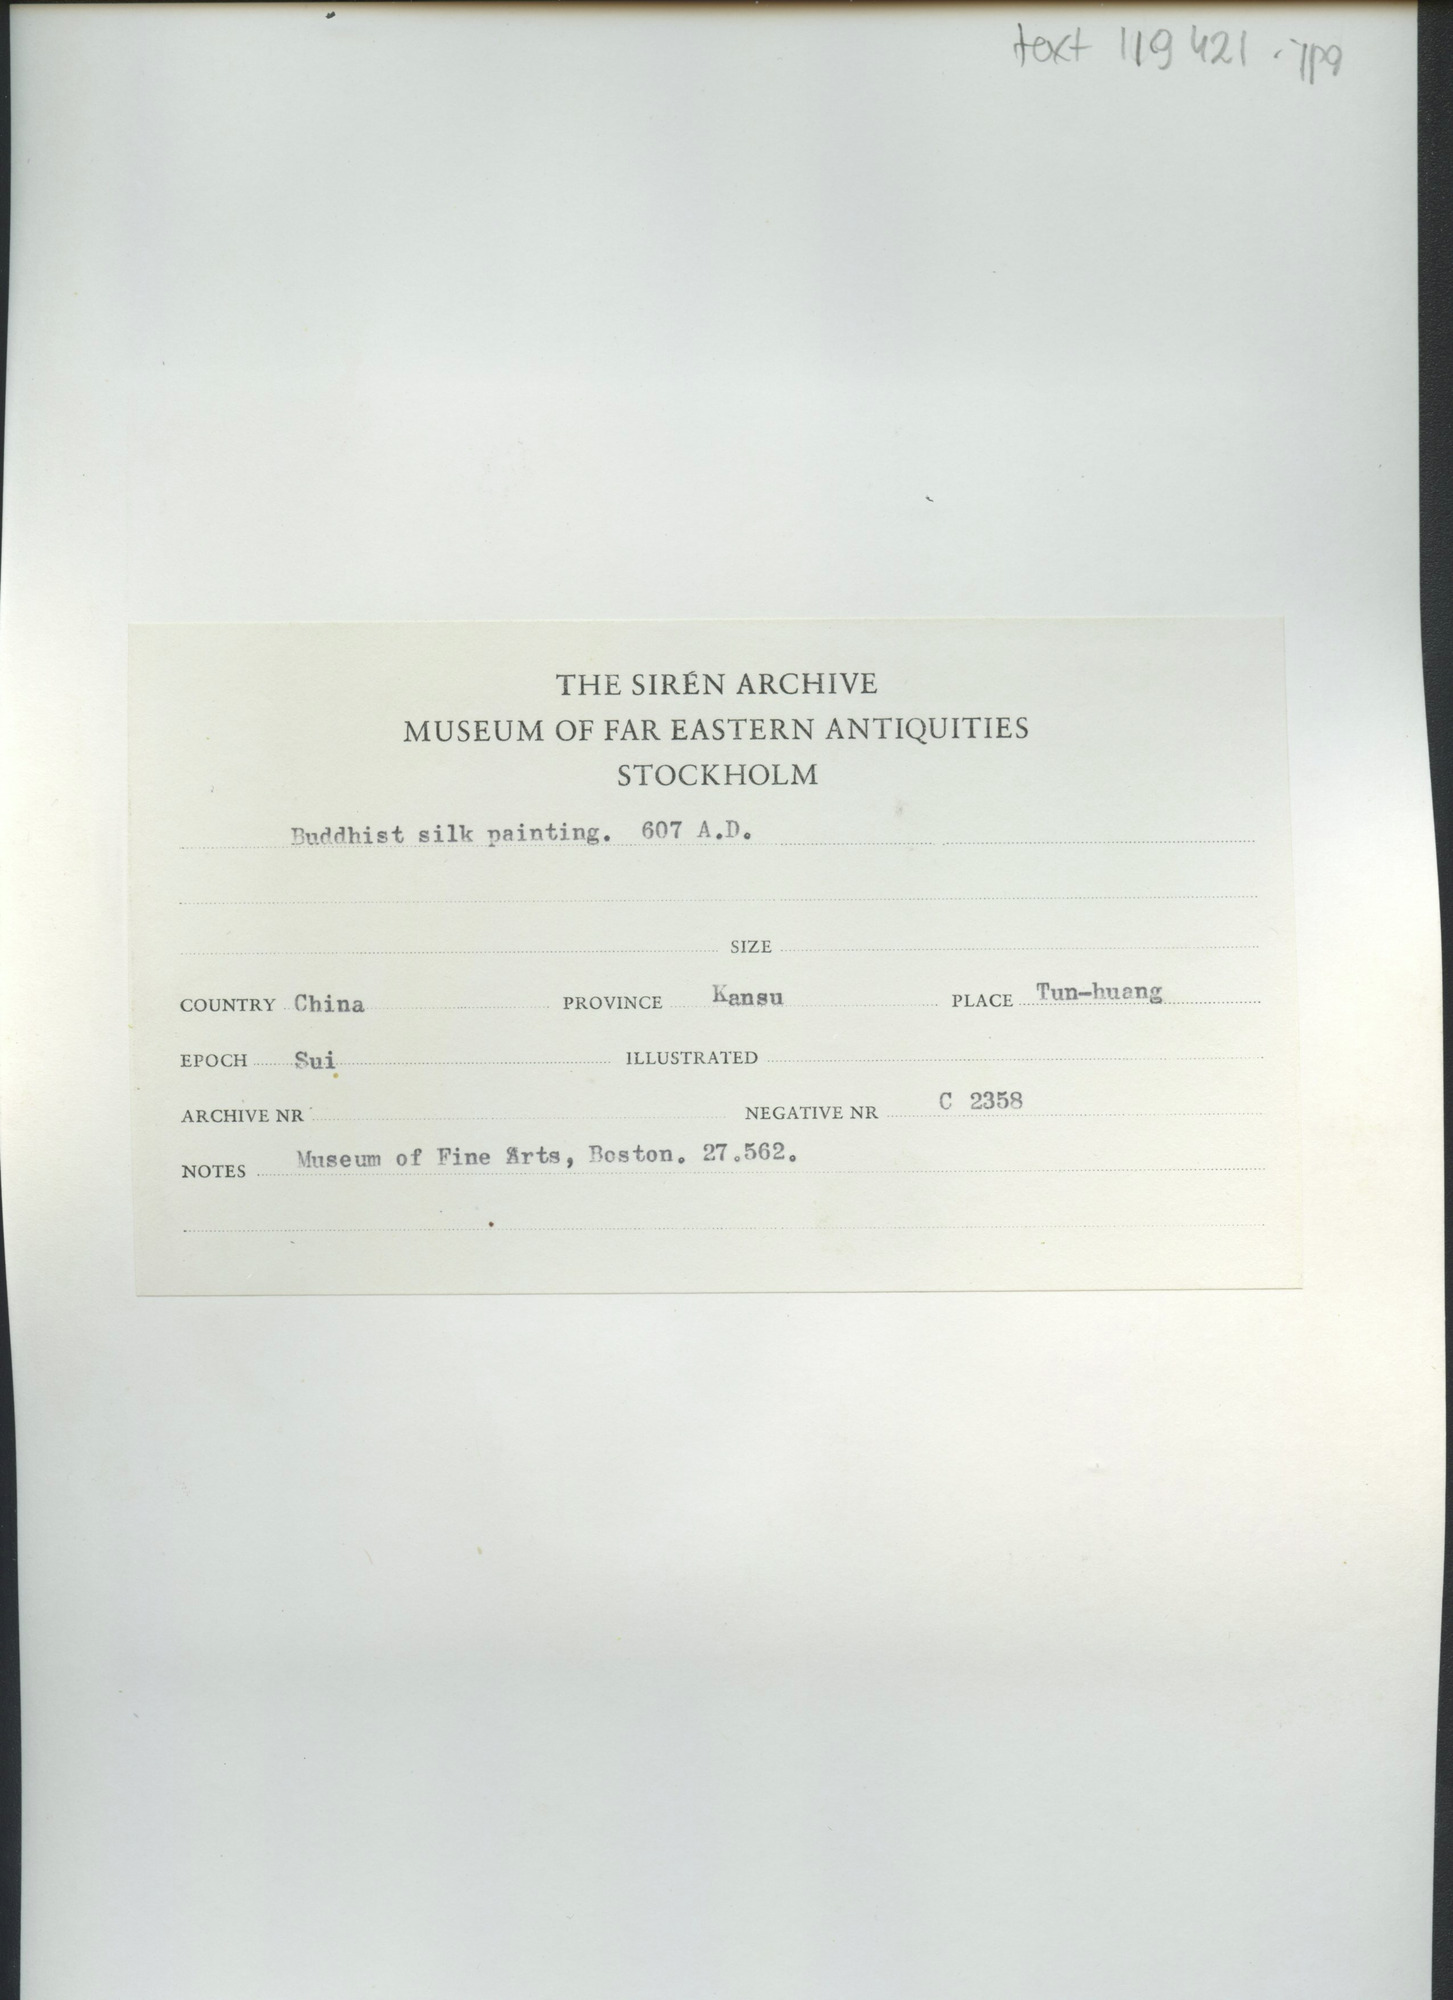 text 119 421 .jpg
THE SIRÉN ARCHIVE
MUSEUM OF FAR EASTERN ANTIQUITIES
STOCKHOLM
Buddhist silk painting. 607 A.D.
SIZE
COUNTRY China PROVINCE Kansu PLACE Tun-huang
EPOCH Sui ILLUSTRATED
ARCHIVE NR NEGATIVE NR C 2358
NOTES Museum of Fine Arts, Boston. 27.562.